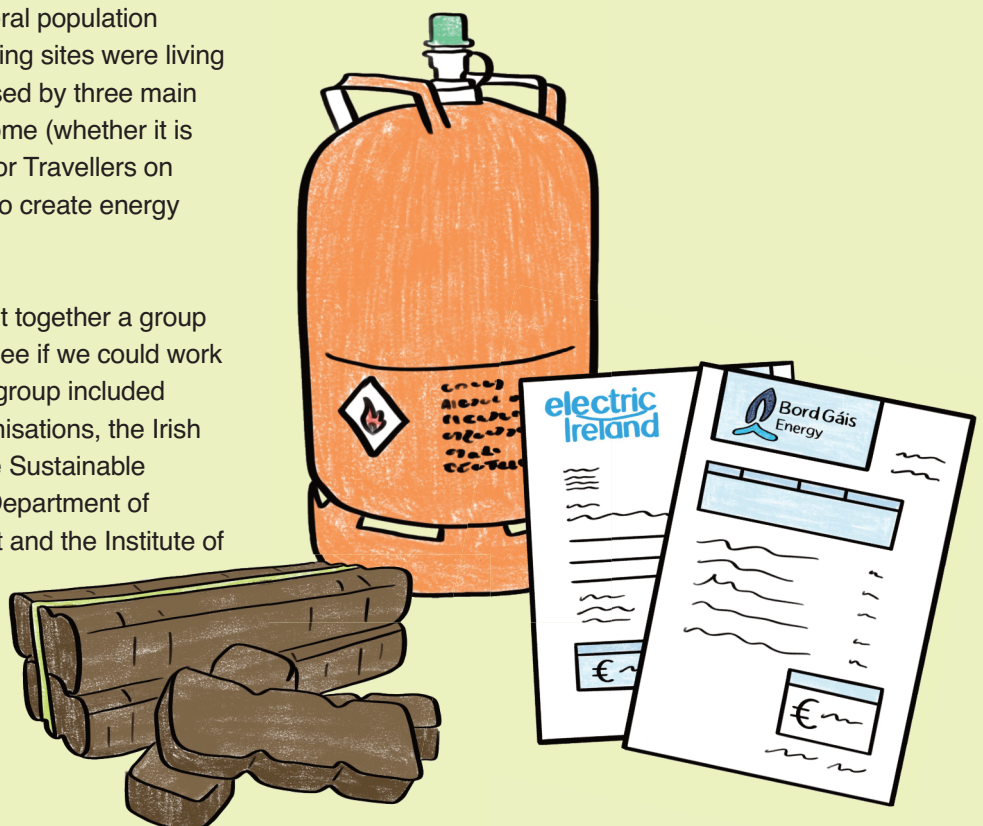 eral population
ing sites were living
sed by three main
ome (whether it is
or Travellers on
o create energy
t together a group
ee if we could work
group included
nisations, the Irish
e Sustainable
Department of
t and the Institute of
electric
Ireland
Bord Gáis
Energy
€
€